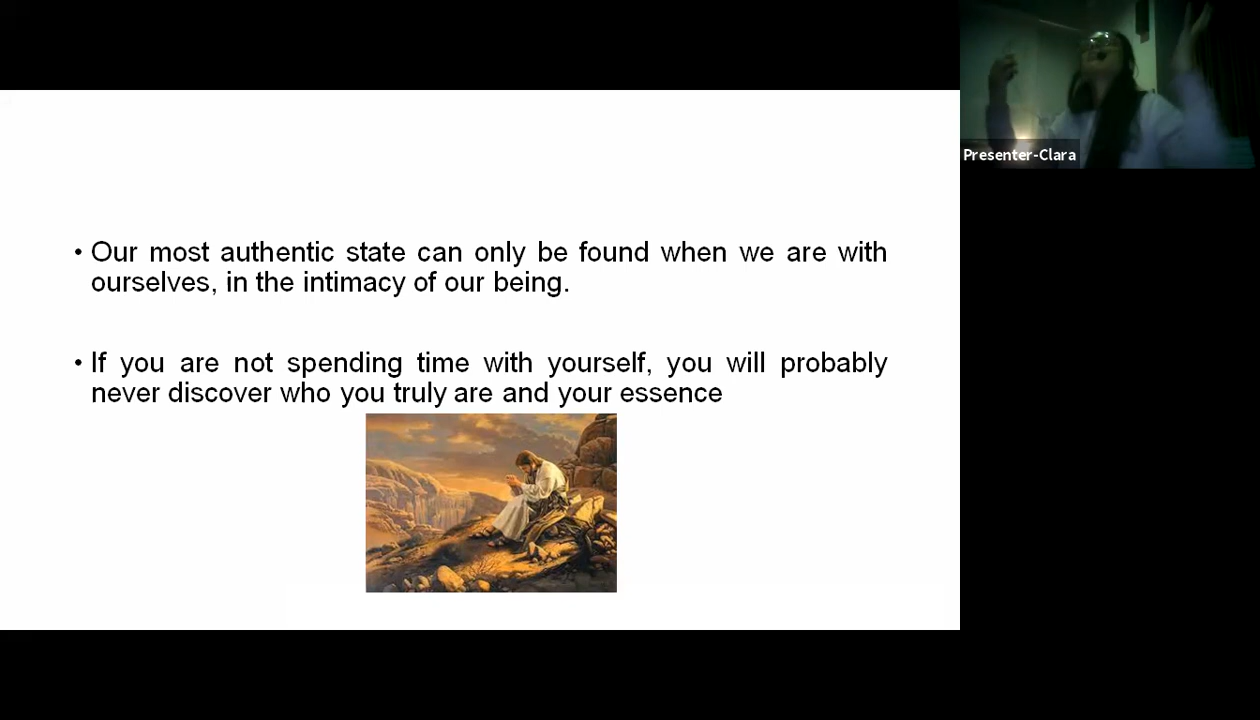 • Our most authentic state can only be found when we are with
ourselves, in the intimacy of our being.
• If you are not spending time with yourself, you will probably
never discover who you truly are and your essence
Presenter-Clara